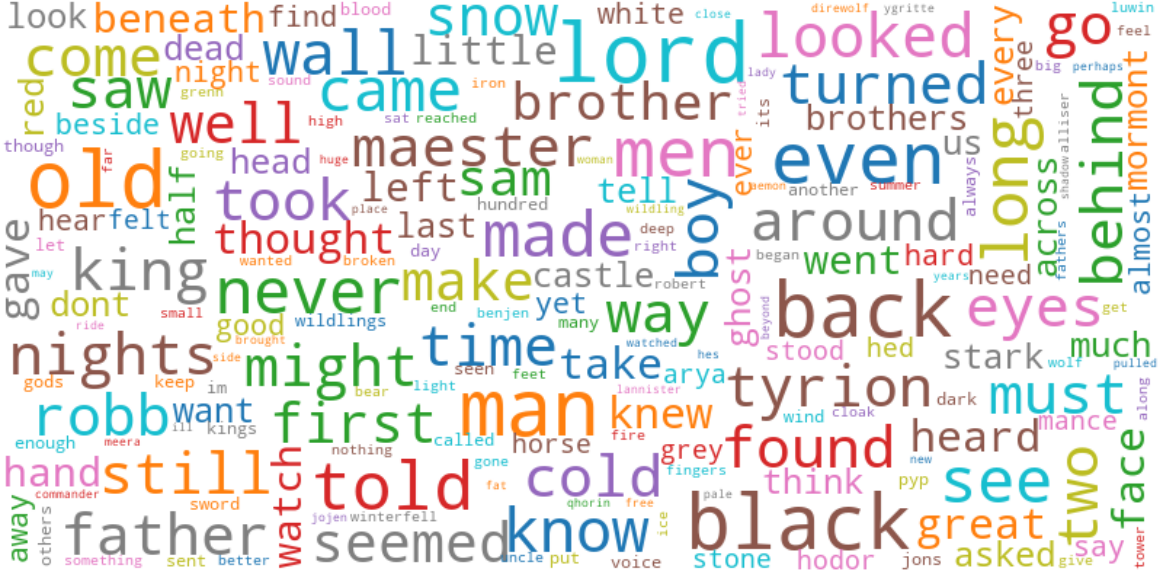 look beneath find blood snow white close direwolf ygritte luwin
come dead wall little lord looked go feel
red saw night grenn sound came iron brother lady tried its turned brothers every three big perhaps
beside well high sat reached
though old far going head huge maester woman men ever even us long always shadow alliser behind mormont
half took place left sam hundred tell wildling boy aemon another summer across fathers almost
hear felt thought last made deep right around
gave let wanted broken day began went hard
may king never make castle robert ghost beyond years need
dont small end benjen yet many way back eyes get
ride good wildlings
nights brought side might time watched take hes stood hed stark much wolf pulled
gods keep im bear seen feet light arya lannister tyrion dark must along
robb want ill kings first man knew wind cloak mance
enough meera called horse fire grey found heard
hand still watch nothing gone fingers think new see two face
commander sword told fat cold pyp
away others father jojen winterfell qhorin free ice pale black great
something sent better seemed know uncle put voice stone hodor jons asked give say tower